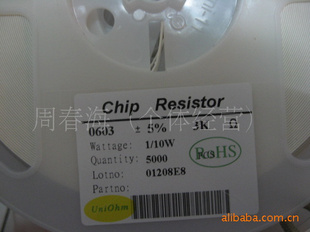 Chip Resistor
周春海（个体经营）
0603 ± 5% 3K Ω
Wattage: 1/10W
Quantity: 5000
RoHS
Lotno: 01208E8
Partno:
UniOhm
alibaba.com.cn